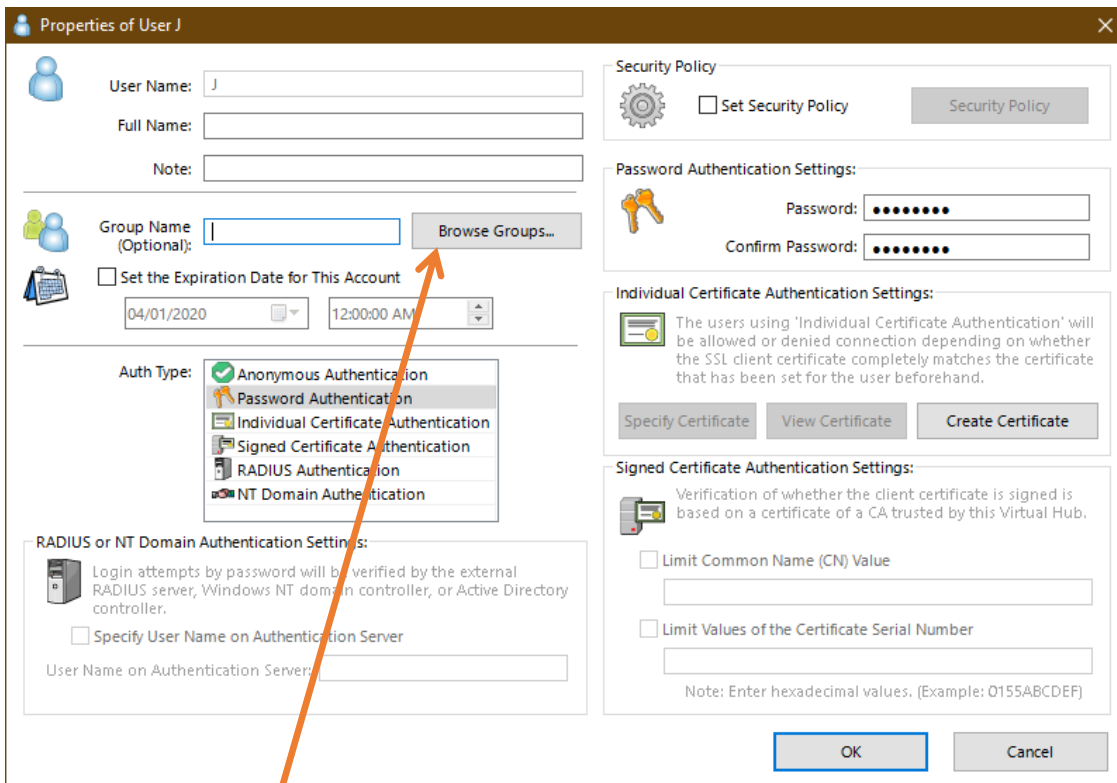 Properties of User J
User Name: J
Full Name:
Note:
Group Name
(Optional):
Browse Groups...
Set the Expiration Date for This Account
04/01/2020
12:00:00 AM
Auth Type:
Anonymous Authentication
Password Authentication
Individual Certificate Authentication
Signed Certificate Authentication
RADIUS Authentication
NT Domain Authentication
RADIUS or NT Domain Authentication Settings:
Login attempts by password will be verified by the external
RADIUS server, Windows NT domain controller, or Active Directory
controller.
Specify User Name on Authentication Server
User Name on Authentication Server:
Security Policy
Set Security Policy
Security Policy
Password Authentication Settings:
Password: ●●●●●●●●
Confirm Password: ●●●●●●●●
Individual Certificate Authentication Settings:
The users using 'Individual Certificate Authentication' will
be allowed or denied connection depending on whether
the SSL client certificate completely matches the certificate
that has been set for the user beforehand.
Specify Certificate
View Certificate
Create Certificate
Signed Certificate Authentication Settings:
Verification of whether the client certificate is signed is
based on a certificate of a CA trusted by this Virtual Hub.
Limit Common Name (CN) Value
Limit Values of the Certificate Serial Number
Note: Enter hexadecimal values. (Example: 0155ABCDEF)
OK
Cancel